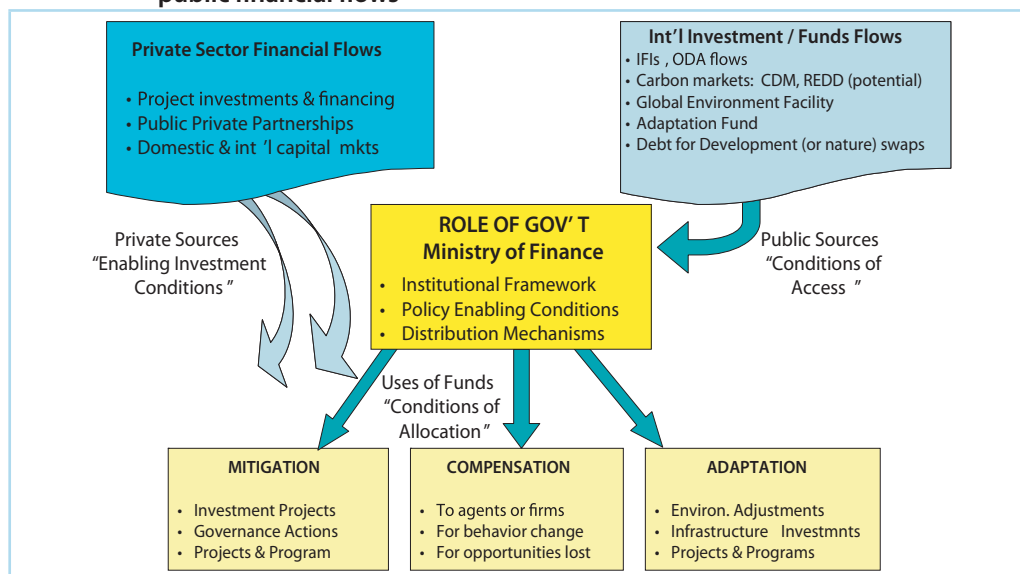 public financial flows
Private Sector Financial Flows
• Project investments & financing
• Public Private Partnerships
• Domestic & int 'l capital mkts
Int'l Investment / Funds Flows
• IFIs , ODA flows
• Carbon markets: CDM, REDD (potential)
• Global Environment Facility
• Adaptation Fund
• Debt for Development (or nature) swaps
Private Sources
"Enabling Investment
Conditions "
ROLE OF GOV' T
Ministry of Finance
• Institutional Framework
• Policy Enabling Conditions
• Distribution Mechanisms
Public Sources
"Conditions of
Access "
Uses of Funds
"Conditions of
Allocation"
MITIGATION
• Investment Projects
• Governance Actions
• Projects & Program
COMPENSATION
• To agents or firms
• For behavior change
• For opportunities lost
ADAPTATION
• Environ. Adjustments
• Infrastructure Investmnts
• Projects & Programs